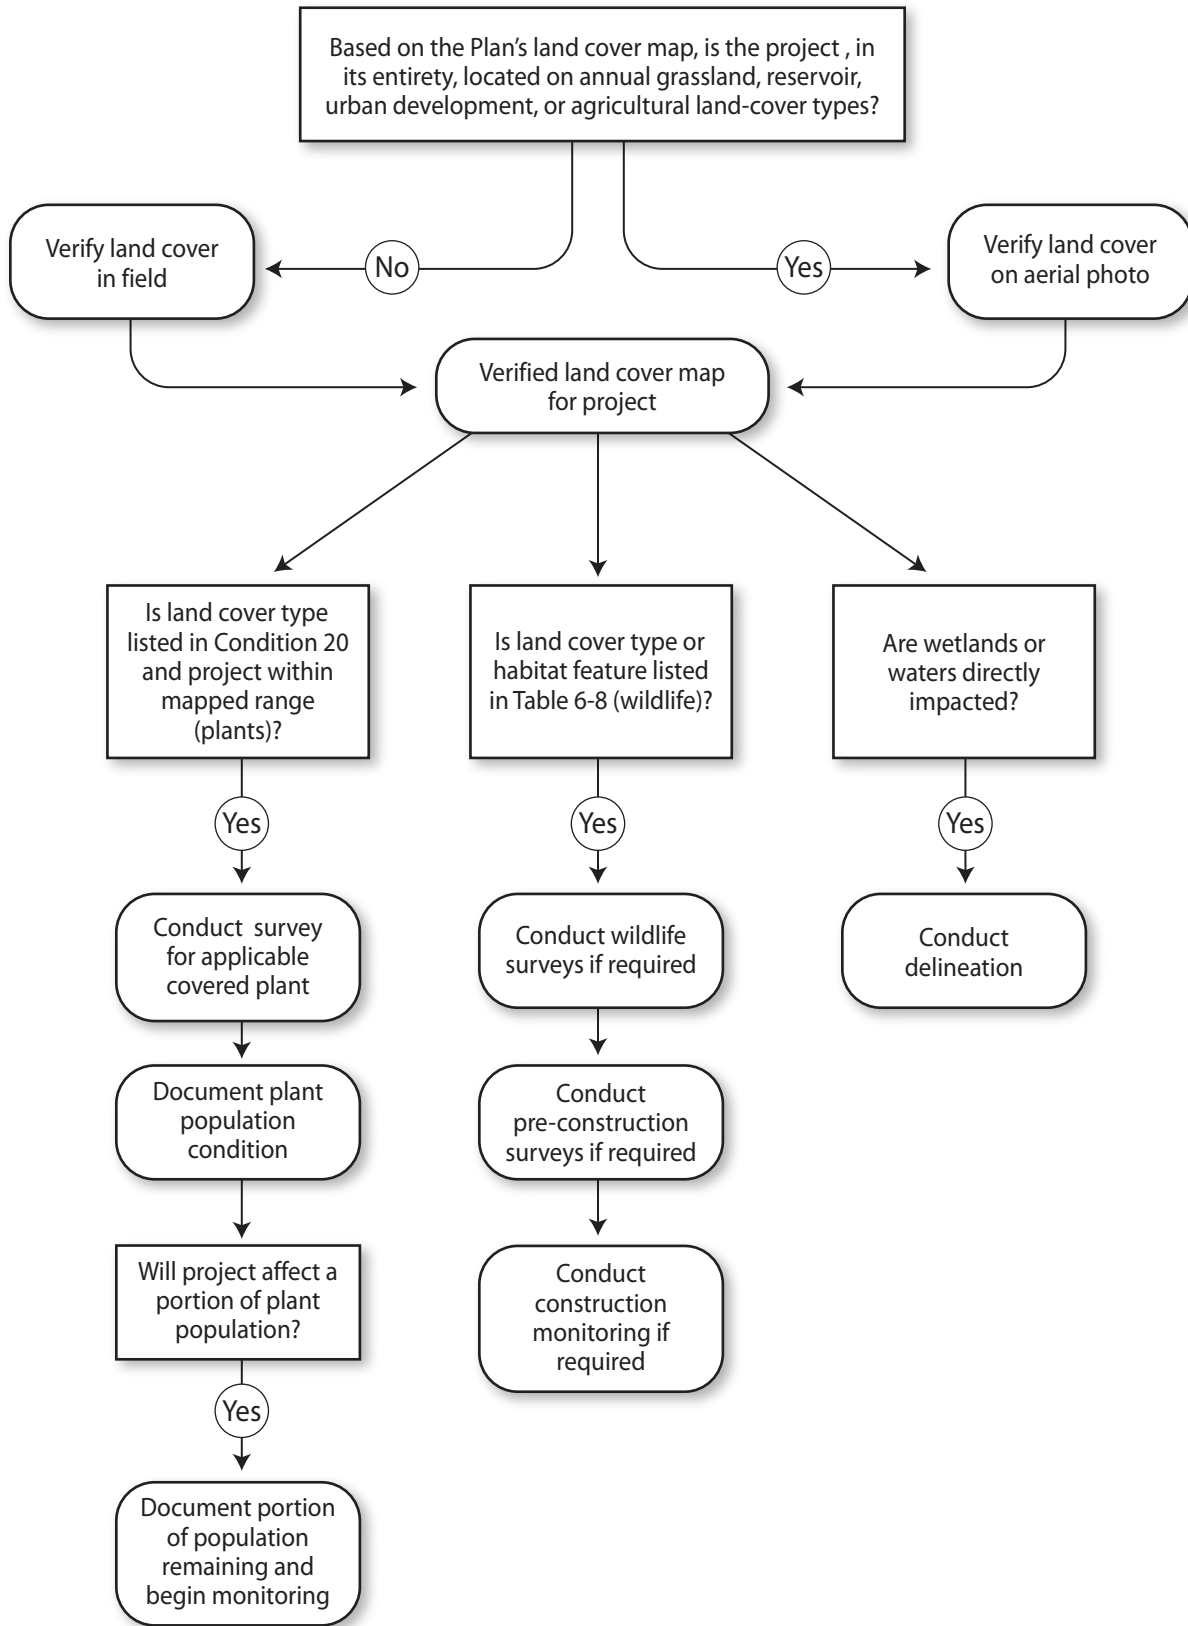 Based on the Plan's land cover map, is the project , in
its entirety, located on annual grassland, reservoir,
urban development, or agricultural land-cover types?
Verify land cover
in field
No
Yes
Verify land cover
on aerial photo
Verified land cover map
for project
Is land cover type
listed in Condition 20
and project within
mapped range
(plants)?
Is land cover type or
habitat feature listed
in Table 6-8 (wildlife)?
Are wetlands or
waters directly
impacted?
Yes
Yes
Yes
Conduct survey
for applicable
covered plant
Conduct wildlife
surveys if required
Conduct
delineation
Document plant
population
condition
Conduct
pre-construction
surveys if required
Will project affect a
portion of plant
population?
Conduct
construction
monitoring if
required
Yes
Document portion
of population
remaining and
begin monitoring